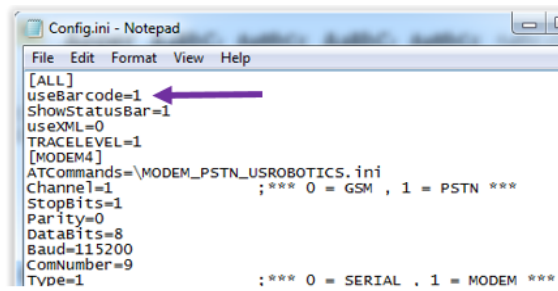 Config.ini - Notepad
File Edit Format View Help
[ALL]
useBarcode=1
ShowStatusBar=1
useXML=0
TRACELEVEL=1
[MODEM4]
ATCommands=\MODEM_PSTN_USROBOTICS.ini
Channel=1 ;*** 0 = GSM , 1 = PSTN ***
StopBits=1
Parity=0
DataBits=8
Baud=115200
ComNumber=9
Type=1 ;*** 0 = SERIAL , 1 = MODEM ***